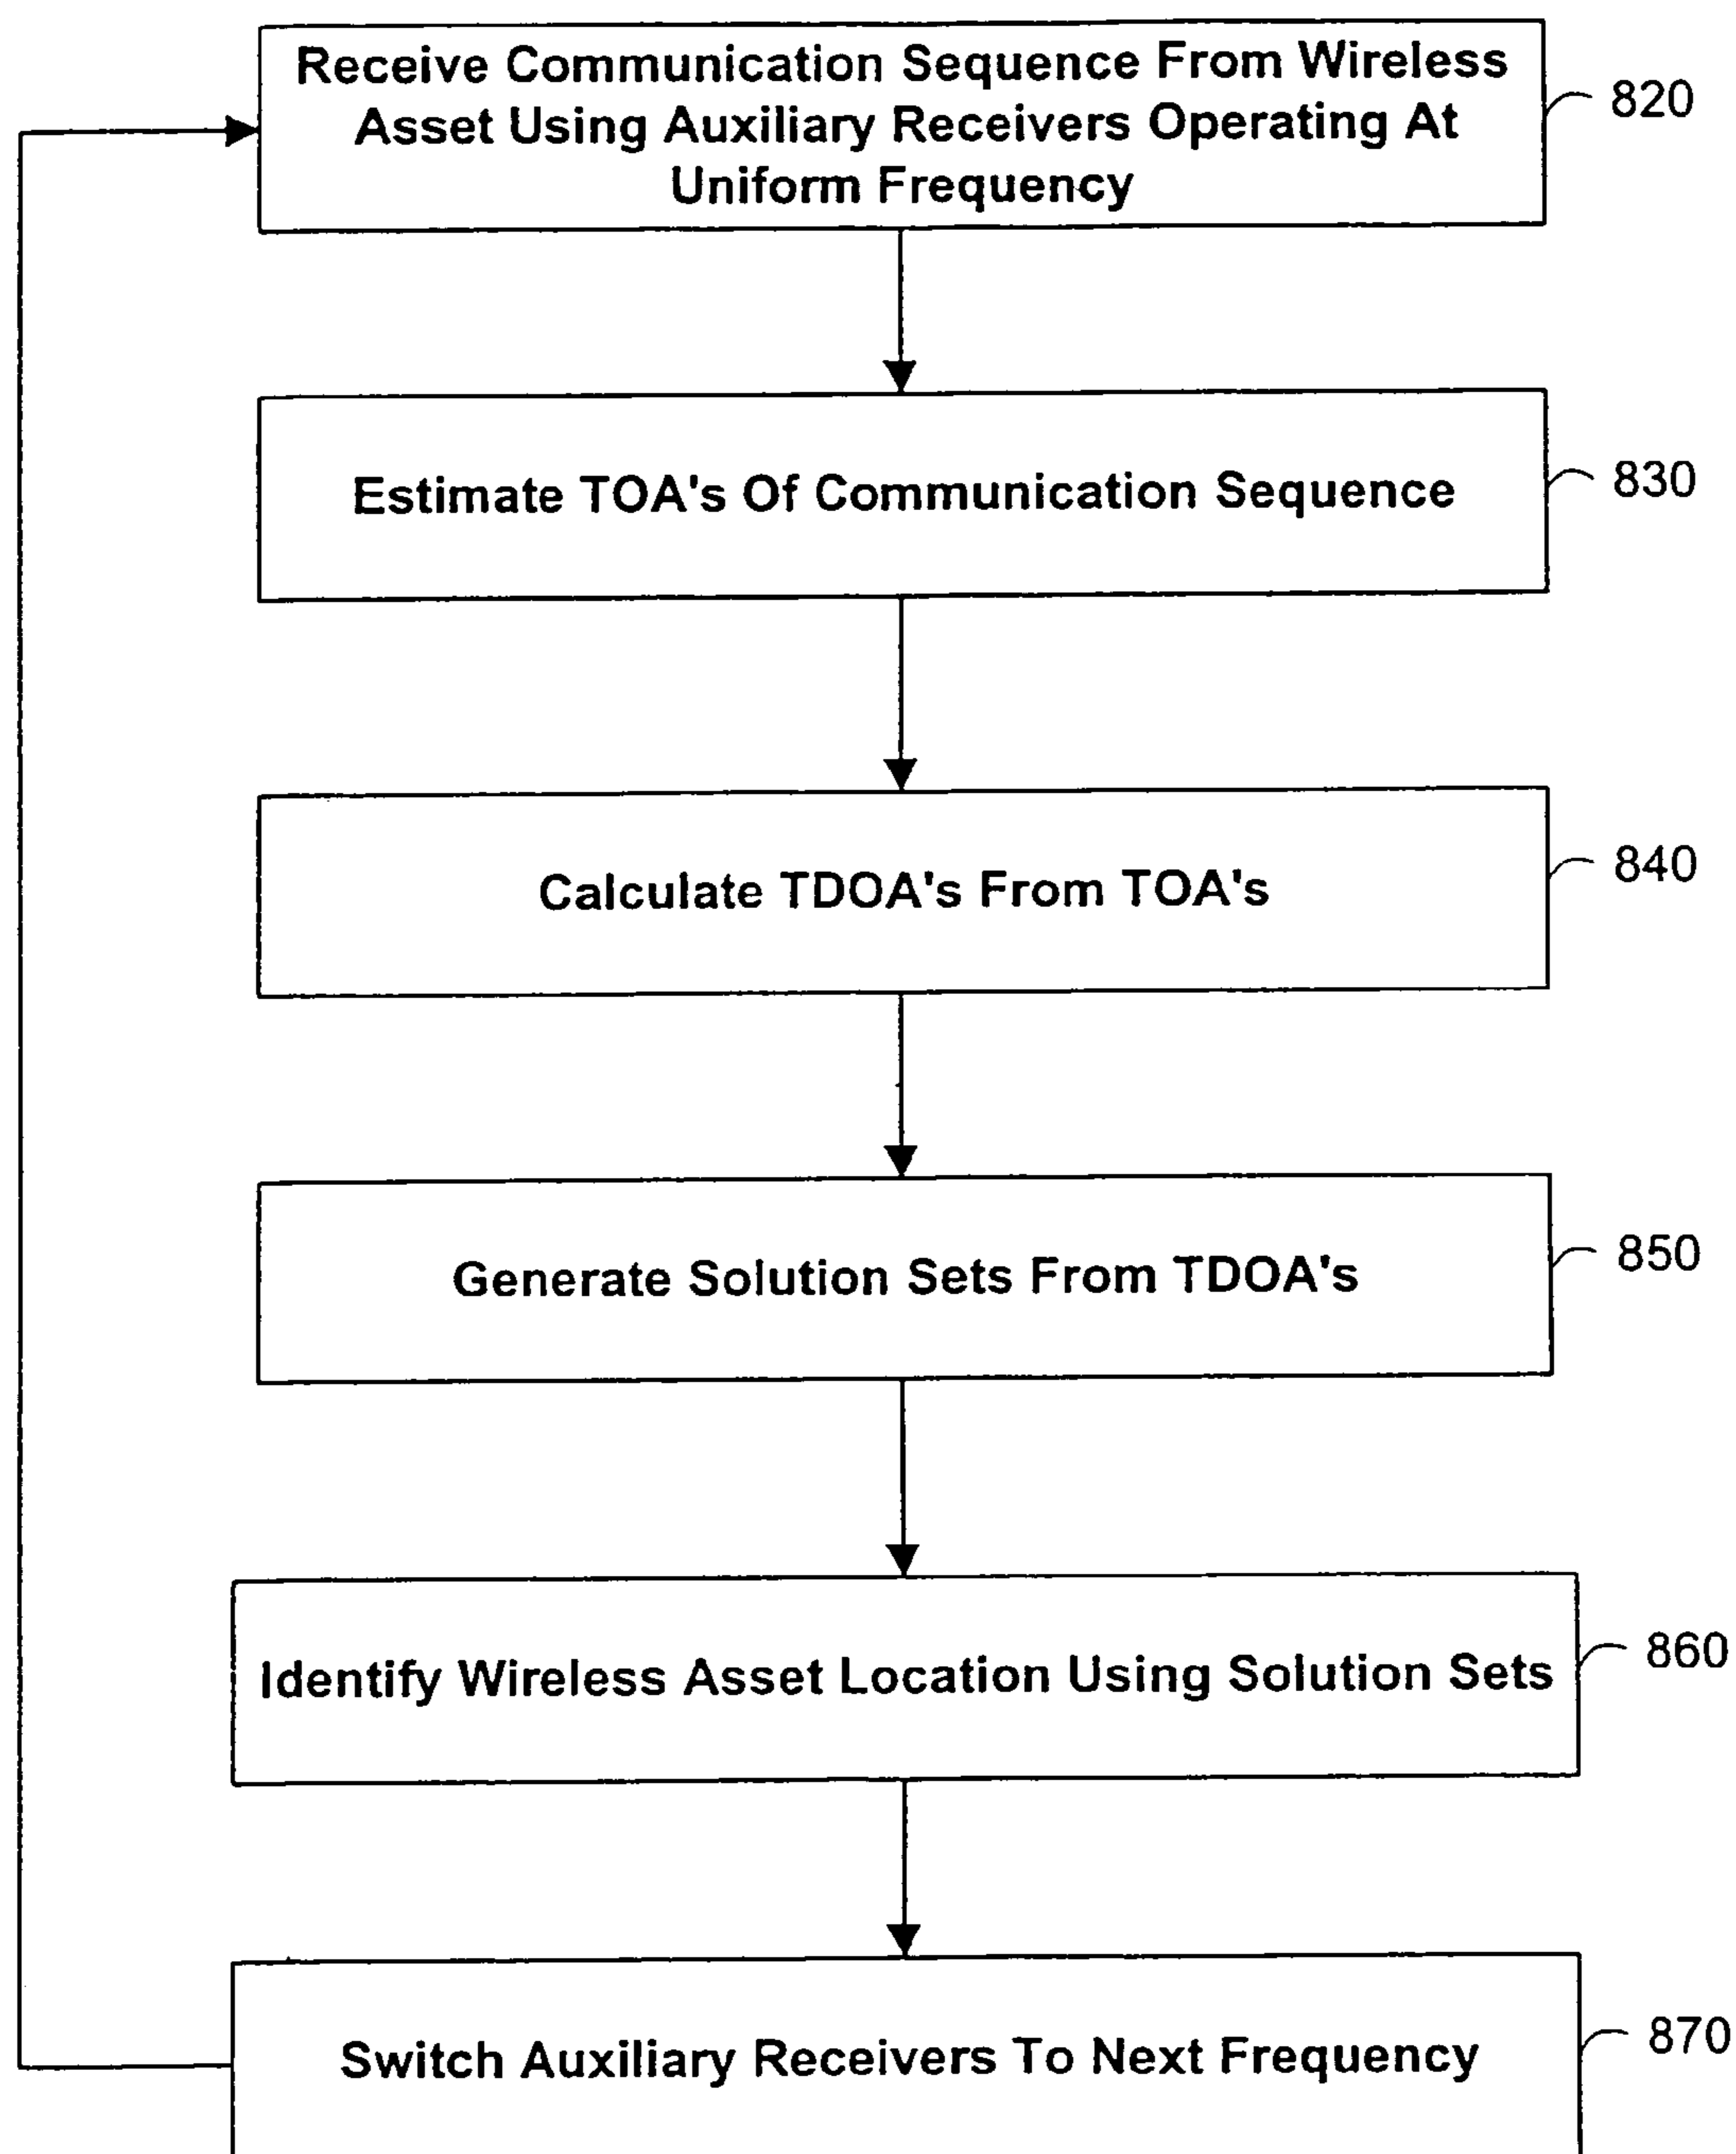 Receive Communication Sequence From Wireless
Asset Using Auxiliary Receivers Operating At
Uniform Frequency
820
Estimate TOA's Of Communication Sequence
830
Calculate TDOA's From TOA's
840
Generate Solution Sets From TDOA's
850
Identify Wireless Asset Location Using Solution Sets
860
Switch Auxiliary Receivers To Next Frequency
870